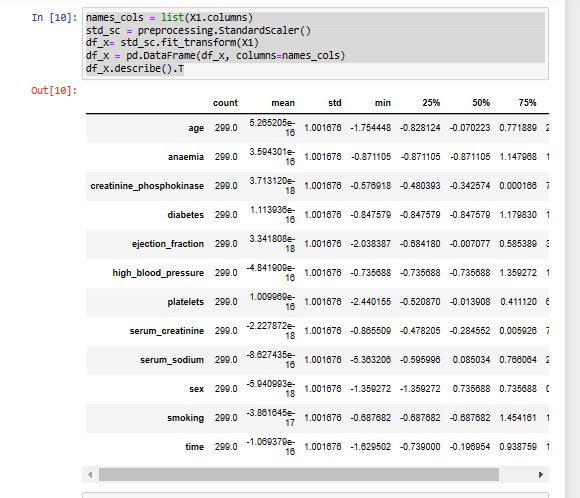 In [10]: names_cols = list(X1.columns)
std_sc = preprocessing.StandardScaler()
df_x= std_sc.fit_transform(X1)
df_x = pd.DataFrame(df_x, columns=names_cols)
df_x.describe().T
Out[10]:
count mean std min 25% 50% 75%
age 299.0 5.265205e-16 1.001676 -1.754448 -0.828124 -0.070223 0.771889 2
anaemia 299.0 3.594301e-16 1.001676 -0.871105 -0.871105 -0.871105 1.147968 1
creatinine_phosphokinase 299.0 3.713120e-18 1.001676 -0.576918 -0.480393 -0.342574 0.000166 7
diabetes 299.0 1.113936e-16 1.001676 -0.847579 -0.847579 -0.847579 1.179830 1
ejection_fraction 299.0 3.341808e-18 1.001676 -2.038387 -0.684180 -0.007077 0.585389 3
high_blood_pressure 299.0 -4.841909e-16 1.001676 -0.735688 -0.735688 -0.735688 1.359272 1
platelets 299.0 1.009969e-16 1.001676 -2.440155 -0.520870 -0.013908 0.411120 6
serum_creatinine 299.0 -2.227872e-18 1.001676 -0.865509 -0.478205 -0.284552 0.005926 7
serum_sodium 299.0 -8.627435e-16 1.001676 -5.363206 -0.595996 0.085034 0.766064 2
sex 299.0 -5.940993e-18 1.001676 -1.359272 -1.359272 0.735688 0.735688 0
smoking 299.0 -3.861645e-17 1.001676 -0.687682 -0.687682 -0.687682 1.454161 1
time 299.0 -1.069379e-16 1.001676 -1.629502 -0.739000 -0.196954 0.938759 1